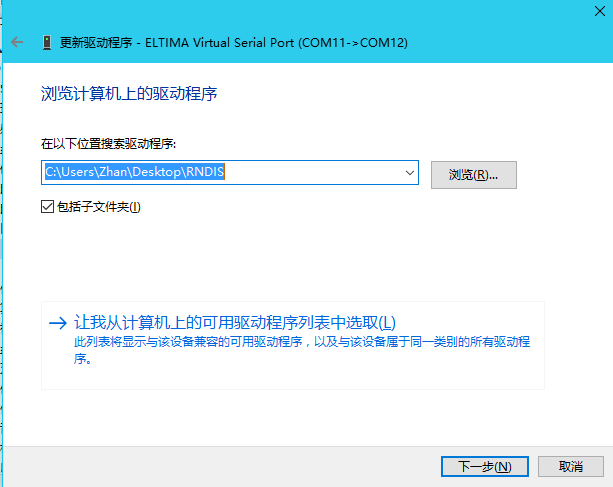 更新驱动程序 - ELTIMA Virtual Serial Port (COM11->COM12)
浏览计算机上的驱动程序
在以下位置搜索驱动程序:
C:\Users\Zhan\Desktop\RNDIS
浏览(R)...
包括子文件夹(I)
让我从计算机上的可用驱动程序列表中选取(L)
此列表将显示与该设备兼容的可用驱动程序，以及与该设备属于同一类别的所有驱动程
序。
下一步(N)
取消